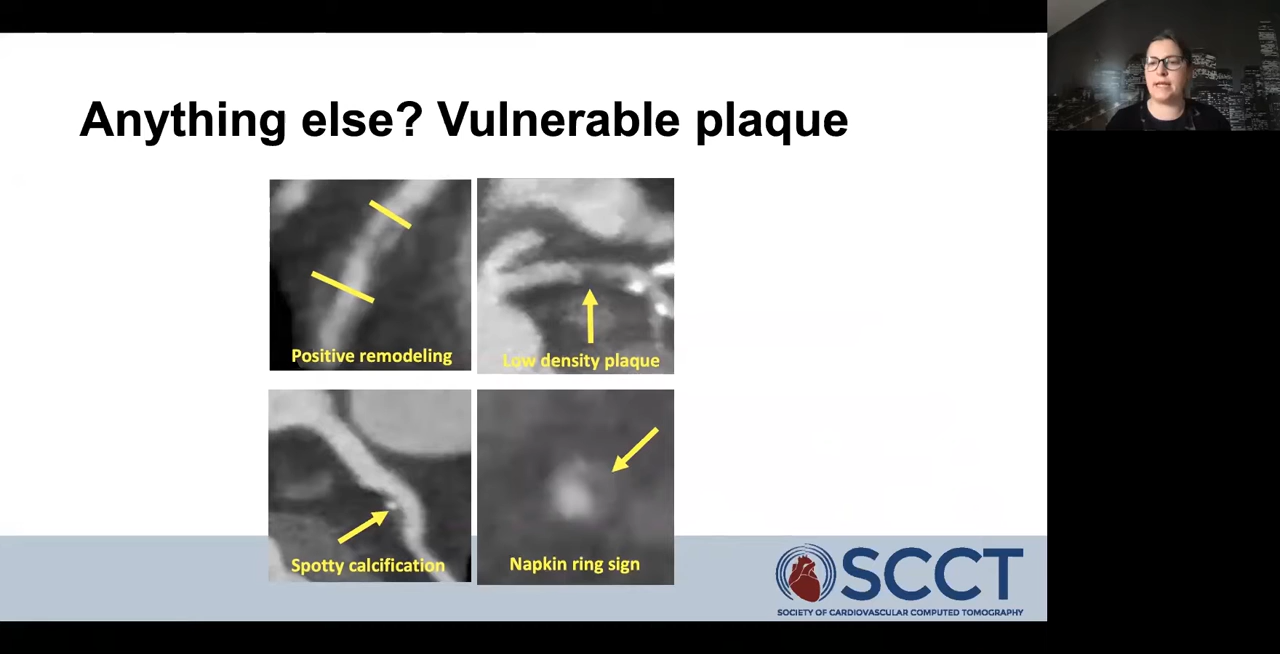 Anything else? Vulnerable plaque
Positive remodeling
Low density plaque
Spotty calcification
Napkin ring sign
SCCT
SOCIETY OF CARDIOVASCULAR COMPUTED TOMOGRAPHY